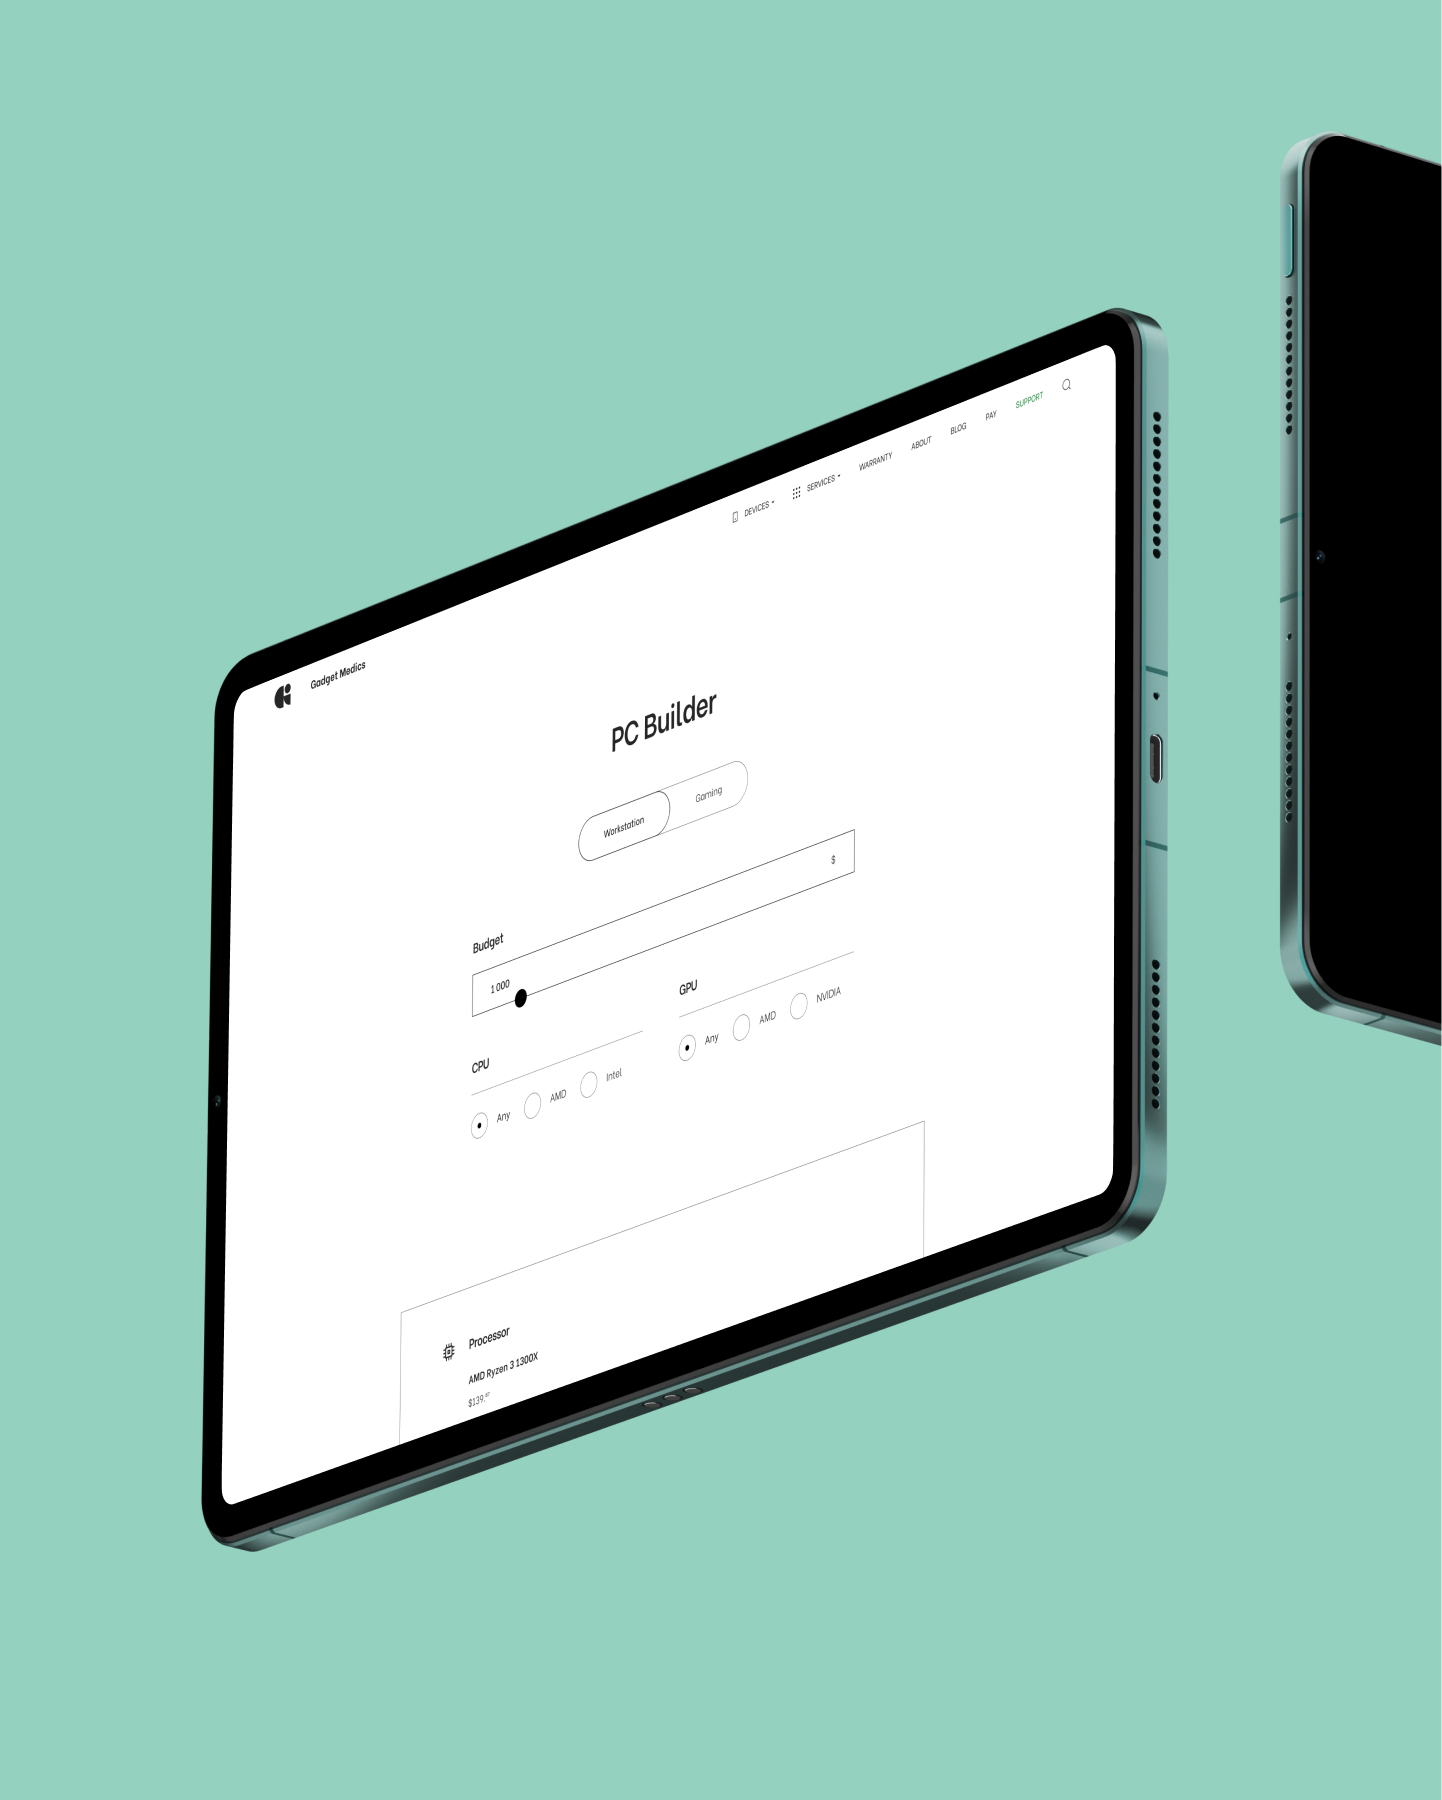 Gadget Medics
DEVICES
SERVICES
WARRANTY
ABOUT
BLOG
PAY
SUPPORT
PC Builder
Workstation
Gaming
Budget
1 000
$
CPU
Any
AMD
Intel
GPU
Any
AMD
NVIDIA
Processor
AMD Ryzen 3 1300X
$139.